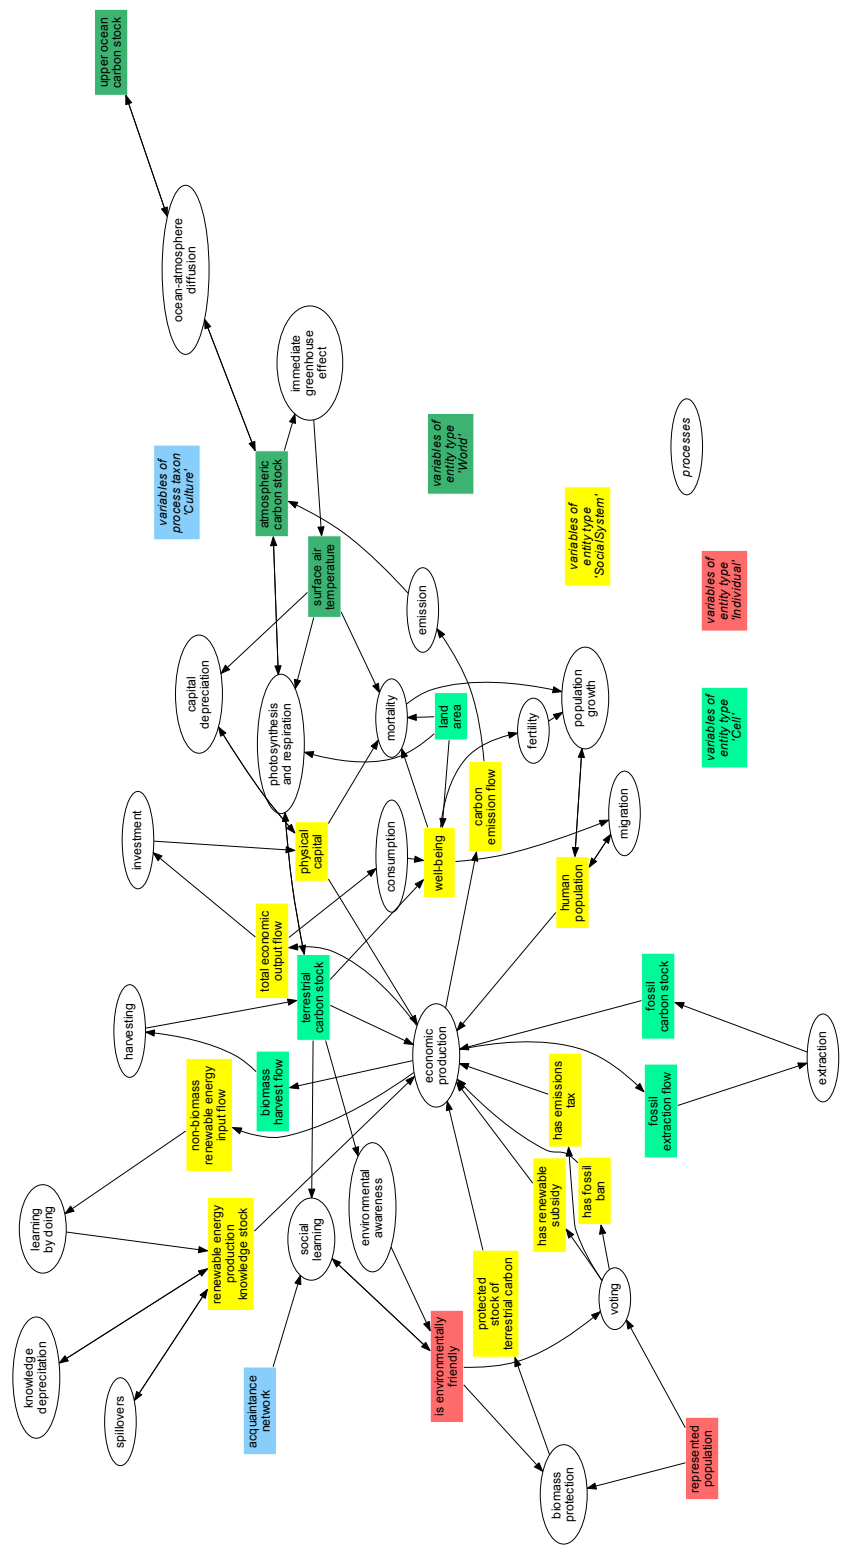 upper ocean
carbon stock
ocean-atmosphere
diffusion
immediate
greenhouse
effect
variables of
process taxon
'Culture'
atmospheric
carbon stock
variables of
entity type
'World'
processes
surface air
temperature
variables of
entity type
'SocialSystem'
variables of
entity type
'Individual'
emission
capital
depreciation
photosynthesis
and respiration
mortality
land
area
fertility
population
growth
variables of
entity type
'Cell'
investment
physical
capital
consumption
well-being
carbon
emission flow
migration
human
population
total economic
output flow
terrestrial
carbon stock
harvesting
biomass
harvest flow
economic
production
fossil
carbon stock
extraction
fossil
extraction flow
non-biomass
renewable energy
input flow
has emissions
tax
has renewable
subsidy
has fossil
ban
learning
by doing
renewable energy
production
knowledge stock
social
learning
environmental
awareness
protected
stock of
terrestrial carbon
voting
knowledge
deprecitation
spillovers
acquaintance
network
is environmentally
friendly
biomass
protection
represented
population